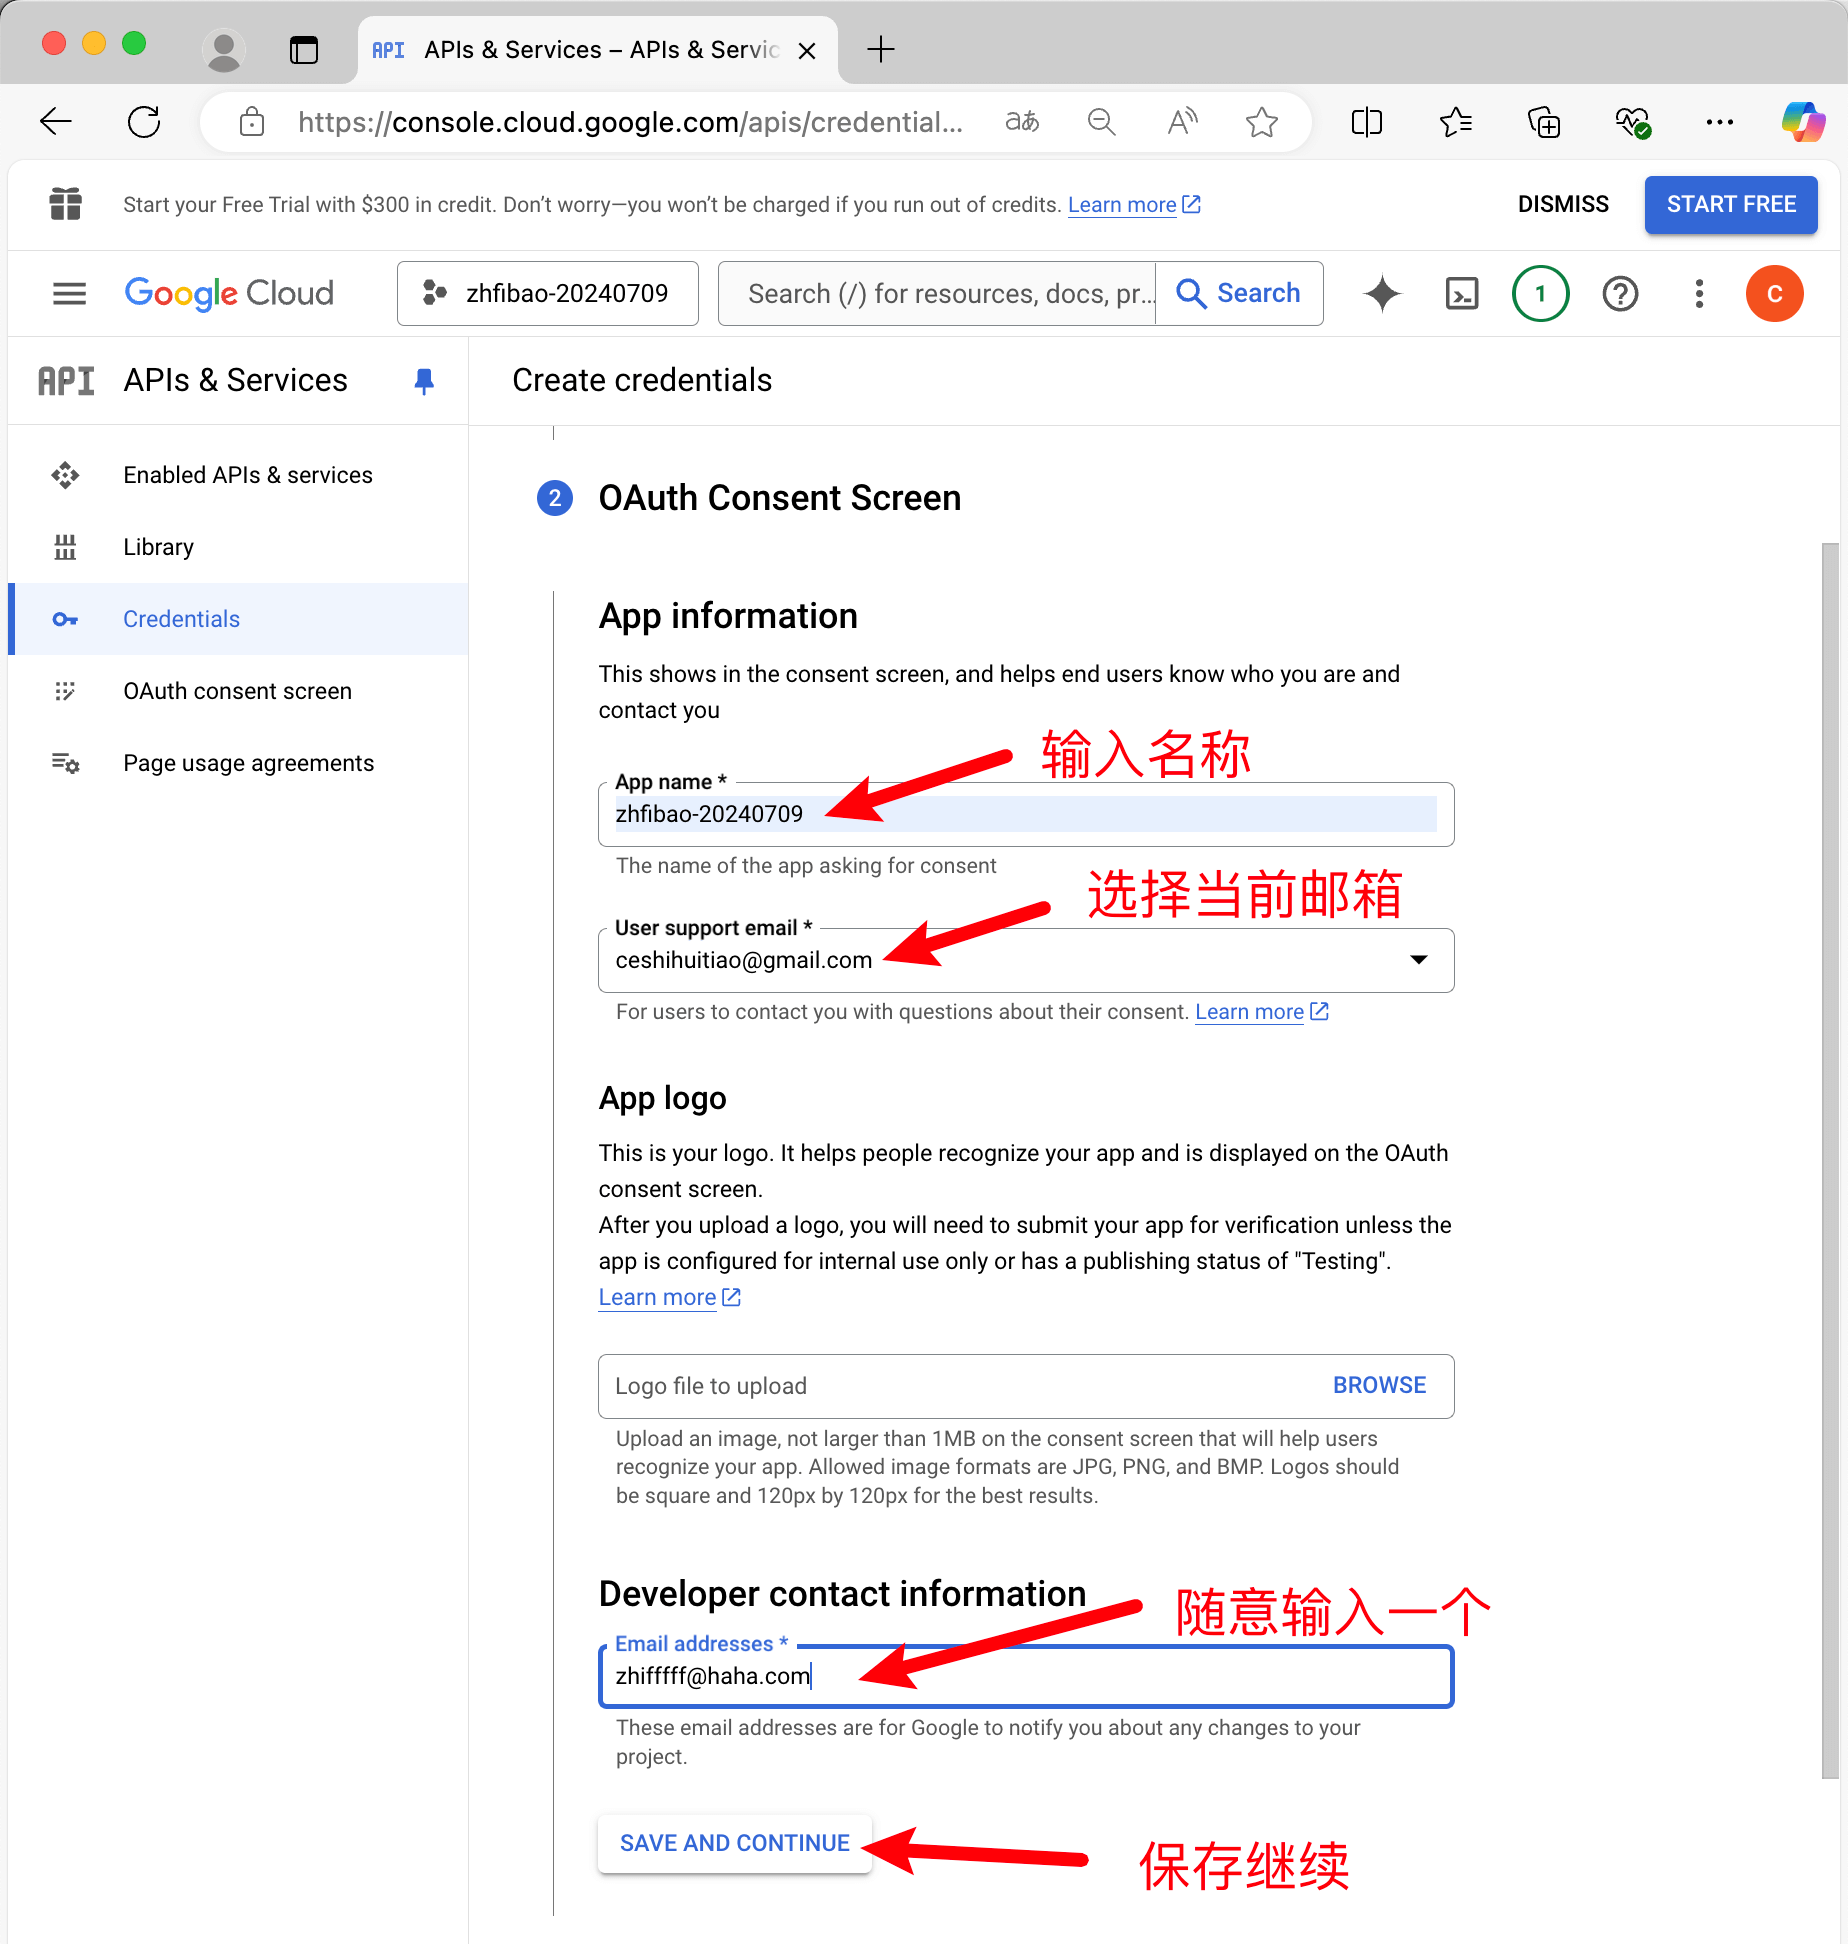 API APIs & Services – APIs & Servic
https://console.cloud.google.com/apis/credential...
Start your Free Trial with $300 in credit. Don’t worry—you won’t be charged if you run out of credits. Learn more
DISMISS
START FREE
Google Cloud
zhfibao-20240709
Search (/) for resources, docs, pr...
Search
1
C
API APIs & Services
Enabled APIs & services
Library
Credentials
OAuth consent screen
Page usage agreements
Create credentials
2 OAuth Consent Screen
App information
This shows in the consent screen, and helps end users know who you are and
contact you
输入名称
App name *
zhfibao-20240709
The name of the app asking for consent
选择当前邮箱
User support email *
ceshihuitiao@gmail.com
For users to contact you with questions about their consent. Learn more
App logo
This is your logo. It helps people recognize your app and is displayed on the OAuth
consent screen.
After you upload a logo, you will need to submit your app for verification unless the
app is configured for internal use only or has a publishing status of "Testing".
Learn more
Logo file to upload
BROWSE
Upload an image, not larger than 1MB on the consent screen that will help users
recognize your app. Allowed image formats are JPG, PNG, and BMP. Logos should
be square and 120px by 120px for the best results.
Developer contact information
随意输入一个
Email addresses *
zhifffff@haha.com
These email addresses are for Google to notify you about any changes to your
project.
SAVE AND CONTINUE
保存继续